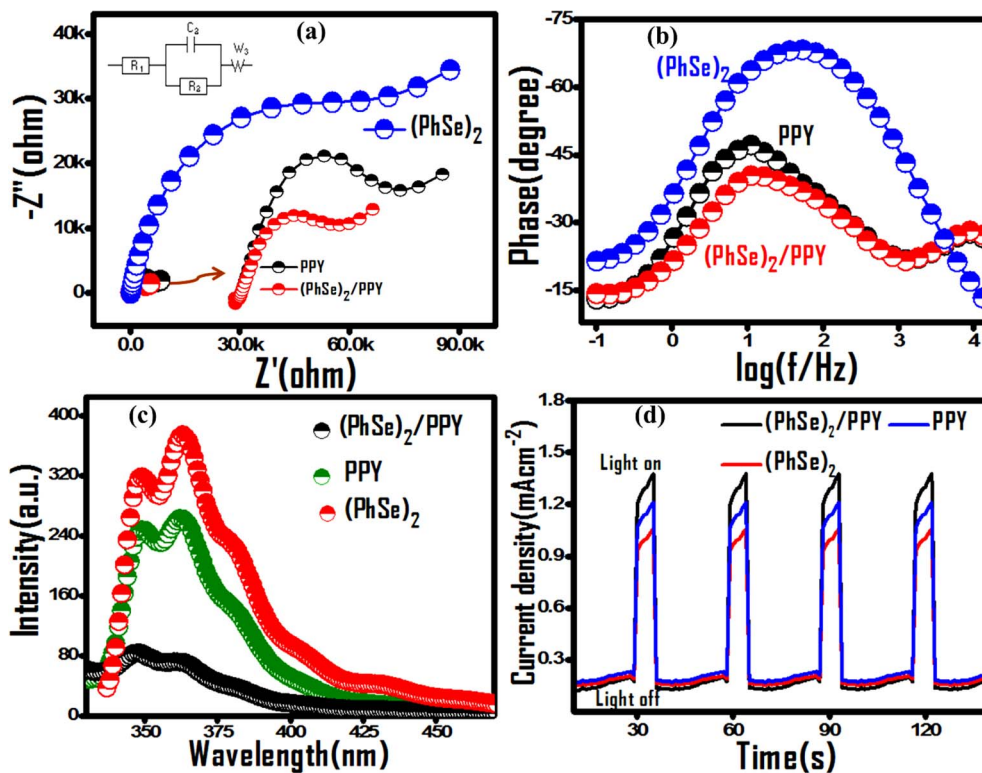 (a)
40k
30k
20k
10k
0
-Z"(ohm)
C2
R1
R2
W3
(PhSe)2
PPY
(PhSe)2/PPY
0.0
30.0k
60.0k
90.0k
Z'(ohm)
(b)
-75
-60
-45
-30
-15
Phase(degree)
(PhSe)2
PPY
(PhSe)2/PPY
-1
0
1
2
3
4
log(f/Hz)
(c)
400
320
240
160
80
0
Intensity(a.u.)
(PhSe)2/PPY
PPY
(PhSe)2
350
400
450
Wavelength(nm)
(d)
1.8
1.5
1.2
0.9
0.6
0.3
Current density(mAcm-2)
(PhSe)2/PPY
PPY
(PhSe)2
Light on
Light off
30
60
90
120
Time(s)